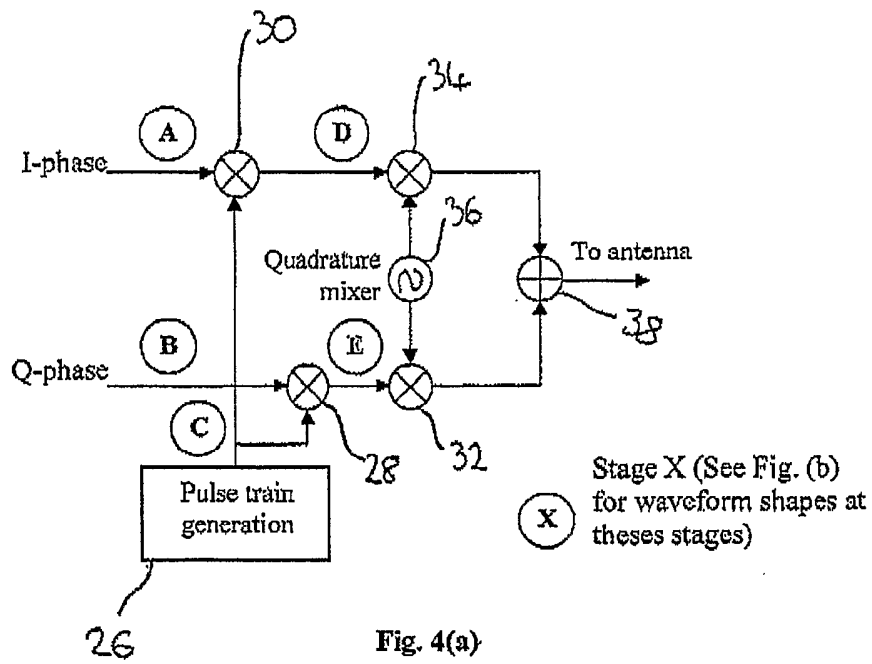 30
34
A
D
I-phase
36
Quadrature
mixer
To antenna
38
B
E
Q-phase
C
28
32
Pulse train
generation
X
Stage X (See Fig. (b)
for waveform shapes at
theses stages)
26
Fig. 4(a)